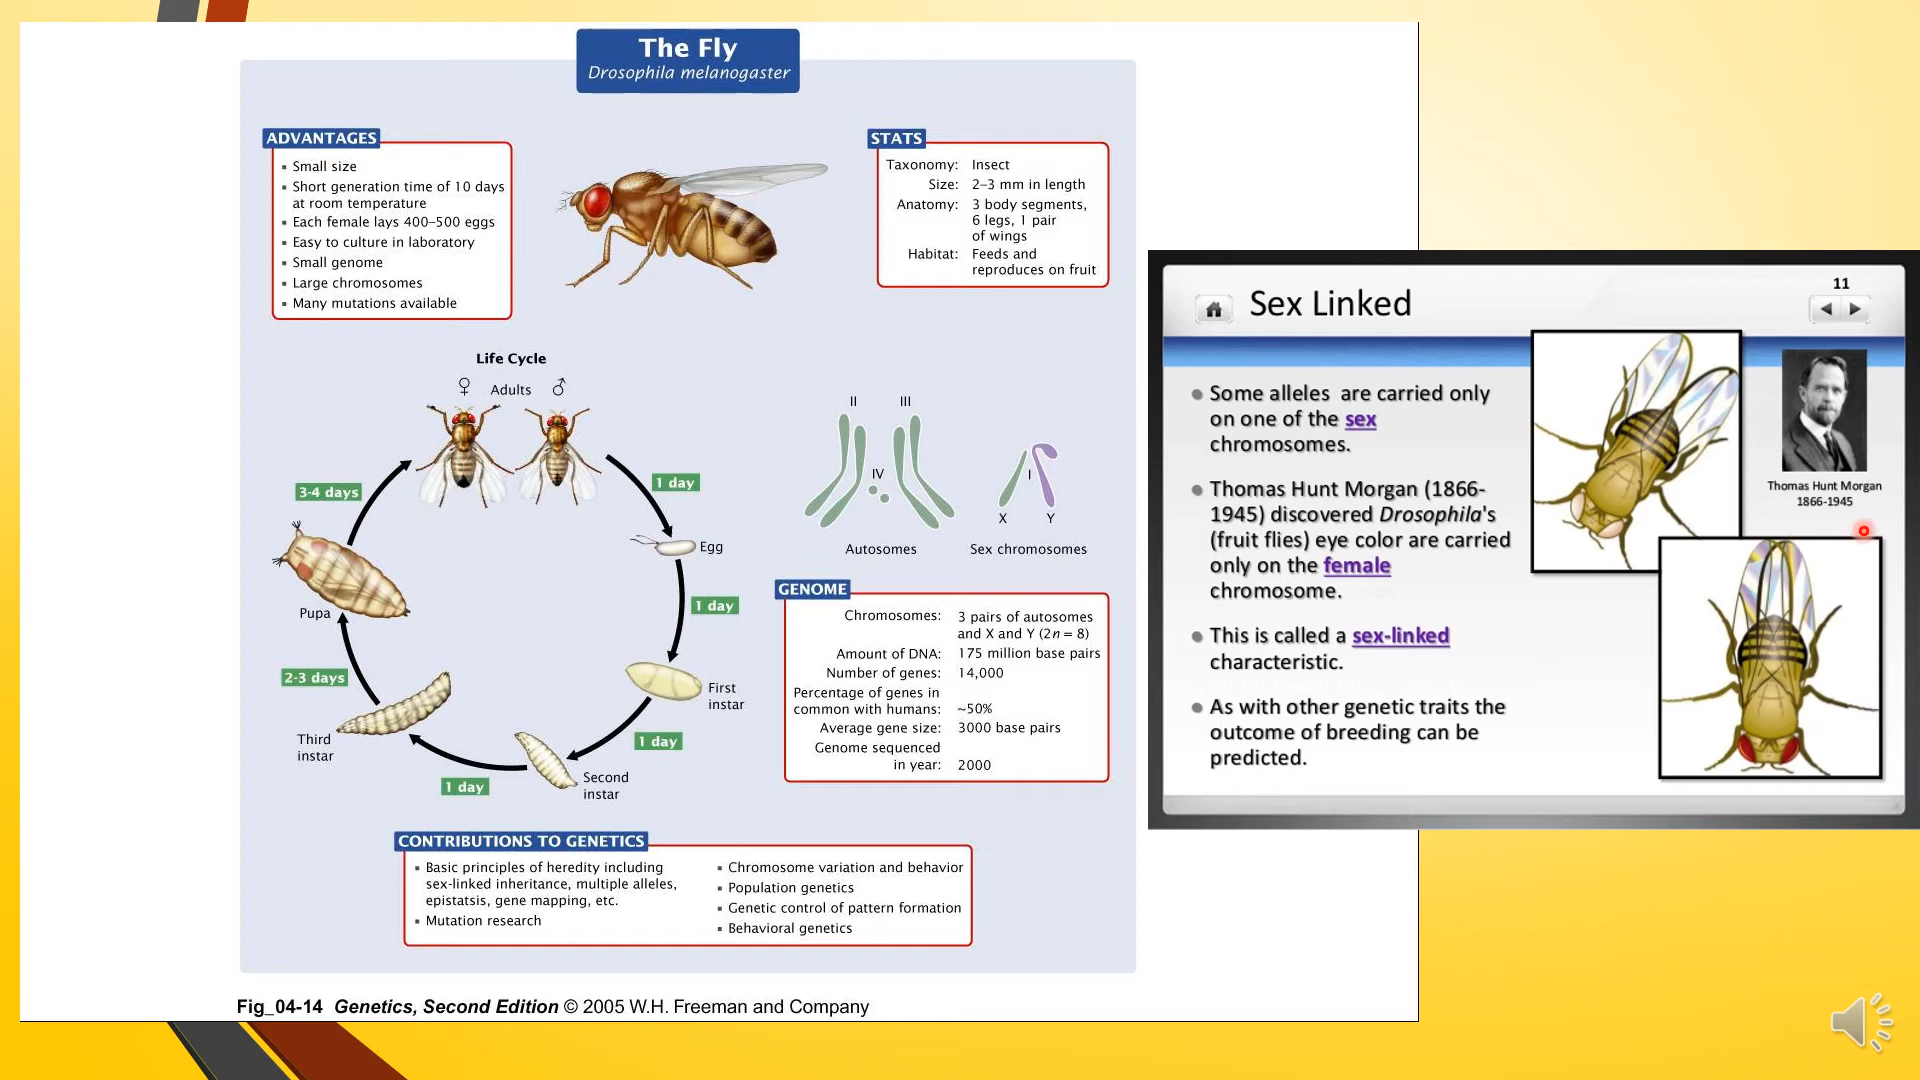 The Fly
Drosophila melanogaster
ADVANTAGES
▪ Small size
▪ Short generation time of 10 days
at room temperature
▪ Each female lays 400–500 eggs
▪ Easy to culture in laboratory
▪ Small genome
▪ Large chromosomes
▪ Many mutations available
STATS
Taxonomy: Insect
Size: 2–3 mm in length
Anatomy: 3 body segments,
6 legs, 1 pair
of wings
Habitat: Feeds and
reproduces on fruit
Life Cycle
♀ Adults ♂
1 day
Egg
1 day
First
instar
1 day
Second
instar
1 day
Third
instar
2-3 days
Pupa
3-4 days
II III
IV
I
X Y
Autosomes
Sex chromosomes
GENOME
Chromosomes: 3 pairs of autosomes
and X and Y (2n = 8)
Amount of DNA: 175 million base pairs
Number of genes: 14,000
Percentage of genes in
common with humans: ~50%
Average gene size: 3000 base pairs
Genome sequenced
in year: 2000
CONTRIBUTIONS TO GENETICS
▪ Basic principles of heredity including
sex-linked inheritance, multiple alleles,
epistatsis, gene mapping, etc.
▪ Mutation research
▪ Chromosome variation and behavior
▪ Population genetics
▪ Genetic control of pattern formation
▪ Behavioral genetics
Fig_04-14 Genetics, Second Edition © 2005 W.H. Freeman and Company
11
Sex Linked
• Some alleles are carried only
on one of the sex
chromosomes.
• Thomas Hunt Morgan (1866-
1945) discovered Drosophila's
(fruit flies) eye color are carried
only on the female
chromosome.
• This is called a sex-linked
characteristic.
• As with other genetic traits the
outcome of breeding can be
predicted.
Thomas Hunt Morgan
1866-1945